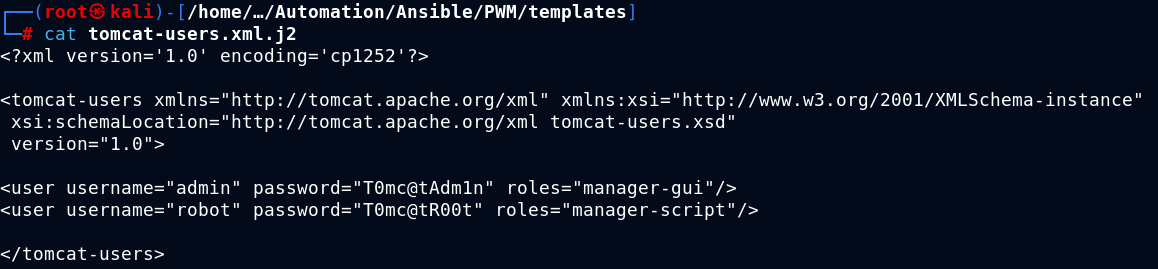 ┌──(root㉿kali)-[/home/…/Automation/Ansible/PWM/templates]
└─# cat tomcat-users.xml.j2
<?xml version='1.0' encoding='cp1252'?>
<tomcat-users xmlns="http://tomcat.apache.org/xml" xmlns:xsi="http://www.w3.org/2001/XMLSchema-instance"
 xsi:schemaLocation="http://tomcat.apache.org/xml tomcat-users.xsd"
 version="1.0">
<user username="admin" password="T0mc@tAdm1n" roles="manager-gui"/>
<user username="robot" password="T0mc@tR00t" roles="manager-script"/>
</tomcat-users>